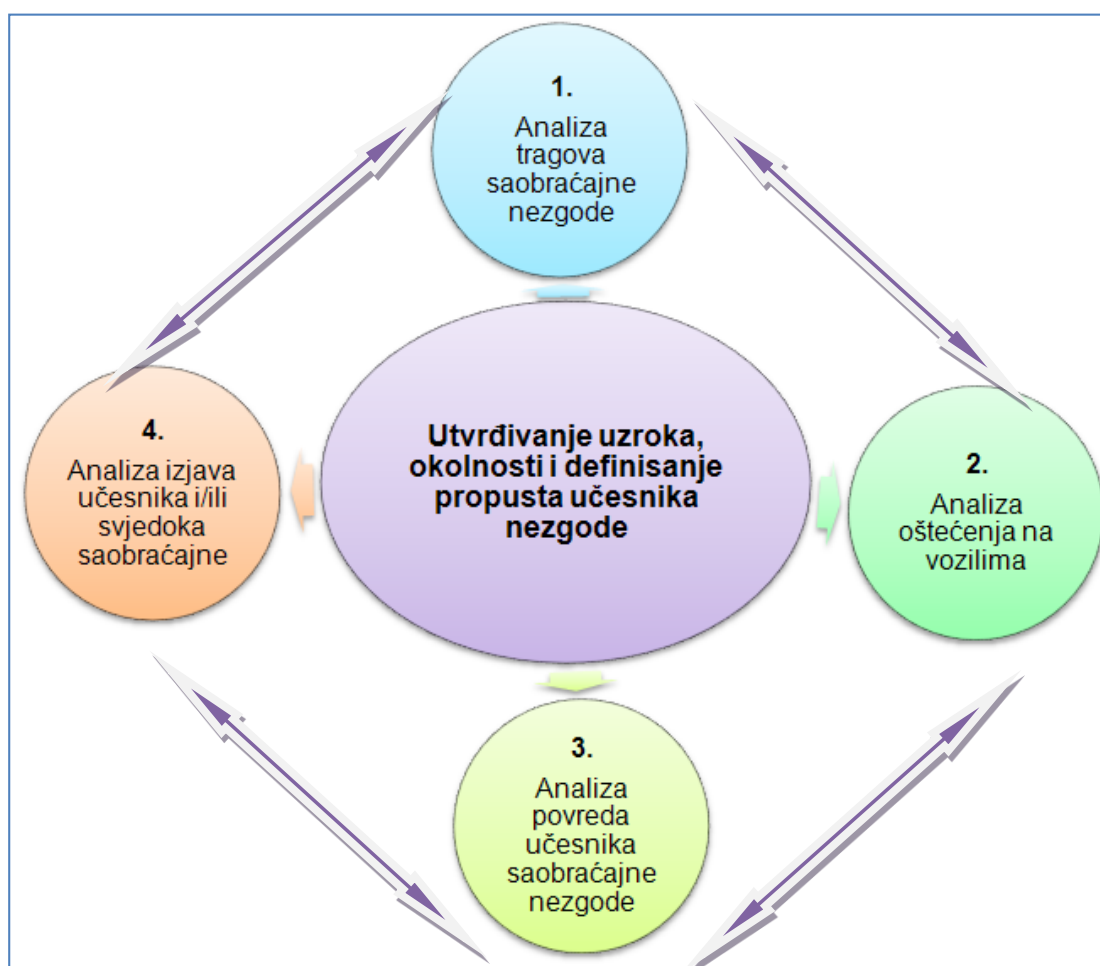 1.
Analiza
tragova
saobraćajne
nezgode
Utvrđivanje uzroka,
okolnosti i definisanje
propusta učesnika
nezgode
2.
Analiza
oštećenja na
vozilima
3.
Analiza
povreda
učesnika
saobraćajne
nezgode
4.
Analiza izjava
učesnika i/ili
svjedoka
saobraćajne